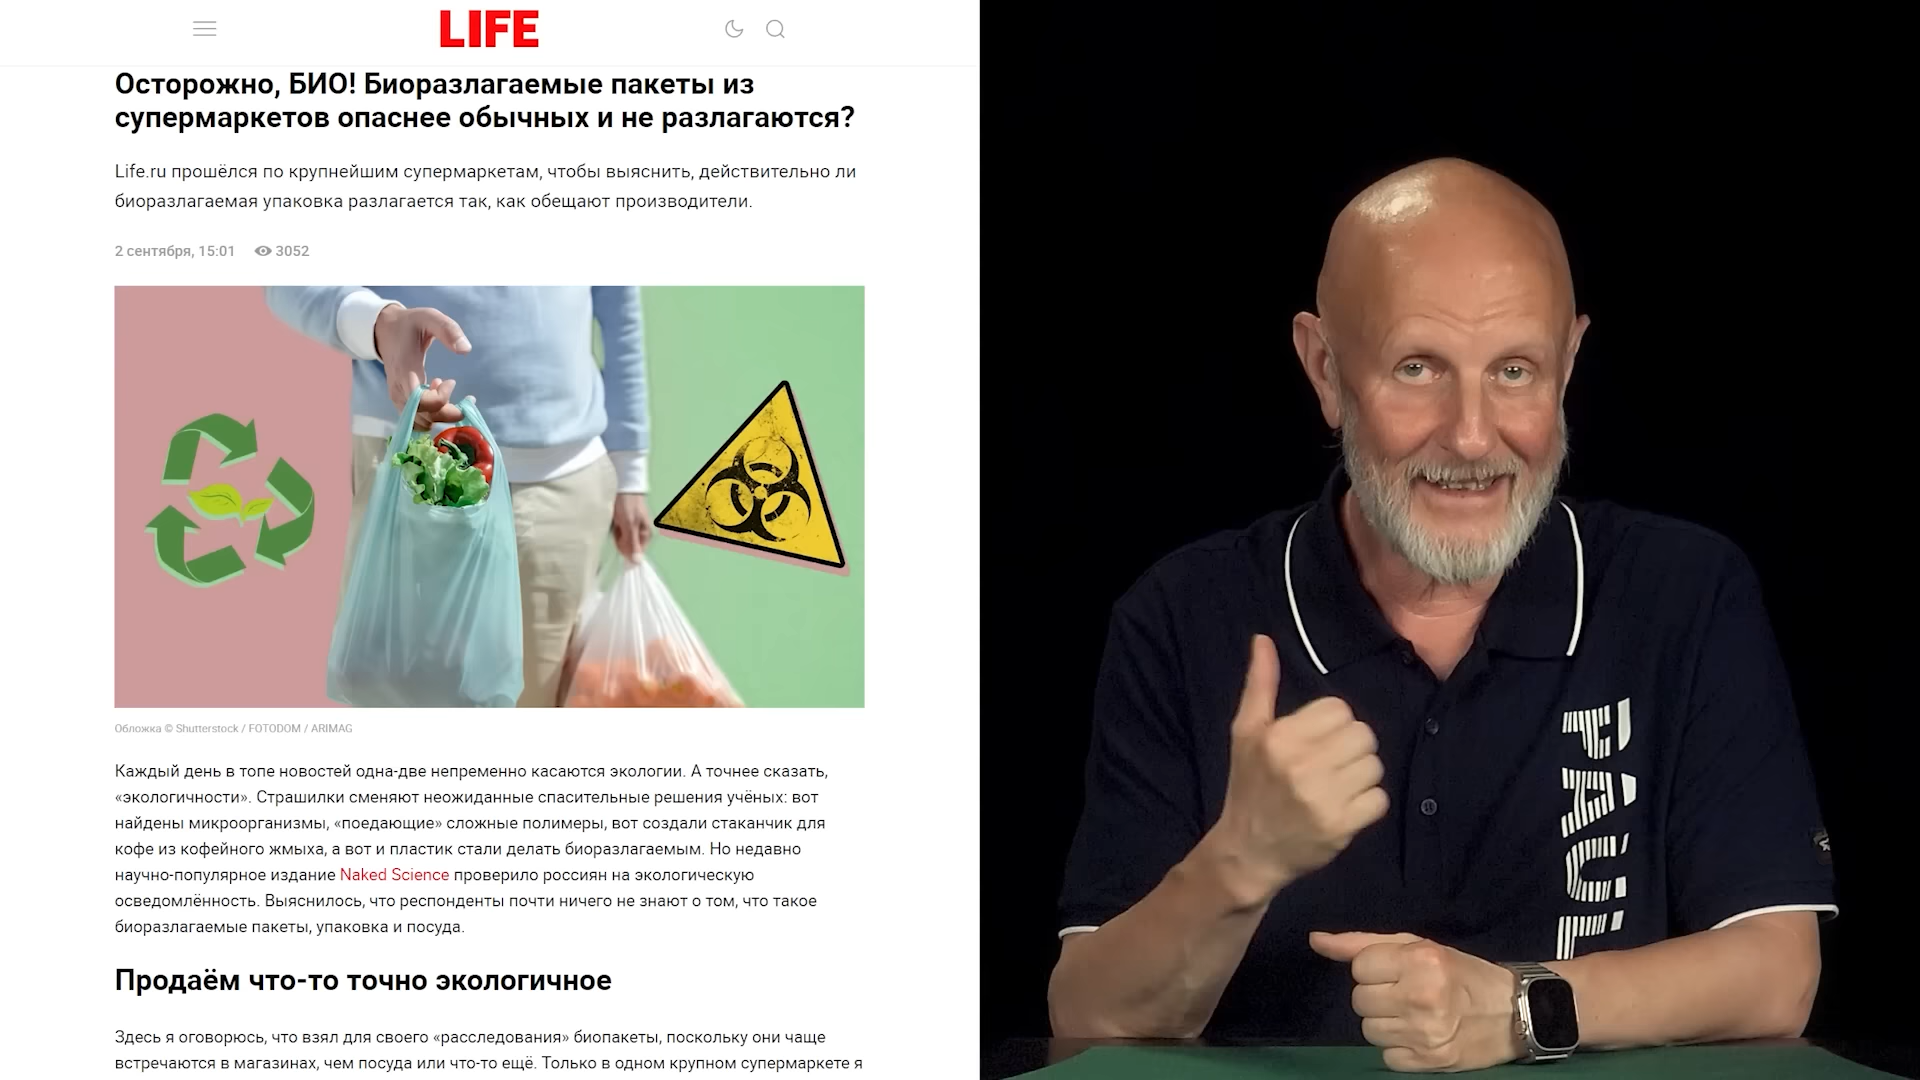 LIFE
Осторожно, БИО! Биоразлагаемые пакеты из
супермаркетов опаснее обычных и не разлагаются?
Life.ru прошёлся по крупнейшим супермаркетам, чтобы выяснить, действительно ли
биоразлагаемая упаковка разлагается так, как обещают производители.
2 сентября, 15:01 3052
Обложка © Shutterstock / FOTODOM / ARIMAG
Каждый день в топе новостей одна-две непременно касаются экологии. А точнее сказать,
«экологичности». Страшилки сменяют неожиданные спасительные решения учёных: вот
найдены микроорганизмы, «поедающие» сложные полимеры, вот создали стаканчик для
кофе из кофейного жмыха, а вот и пластик стали делать биоразлагаемым. Но недавно
научно-популярное издание Naked Science проверило россиян на экологическую
осведомлённость. Выяснилось, что респонденты почти ничего не знают о том, что такое
биоразлагаемые пакеты, упаковка и посуда.
Продаём что-то точно экологичное
Здесь я оговорюсь, что взял для своего «расследования» биопакеты, поскольку они чаще
встречаются в магазинах, чем посуда или что-то ещё. Только в одном крупном супермаркете я
PAUL